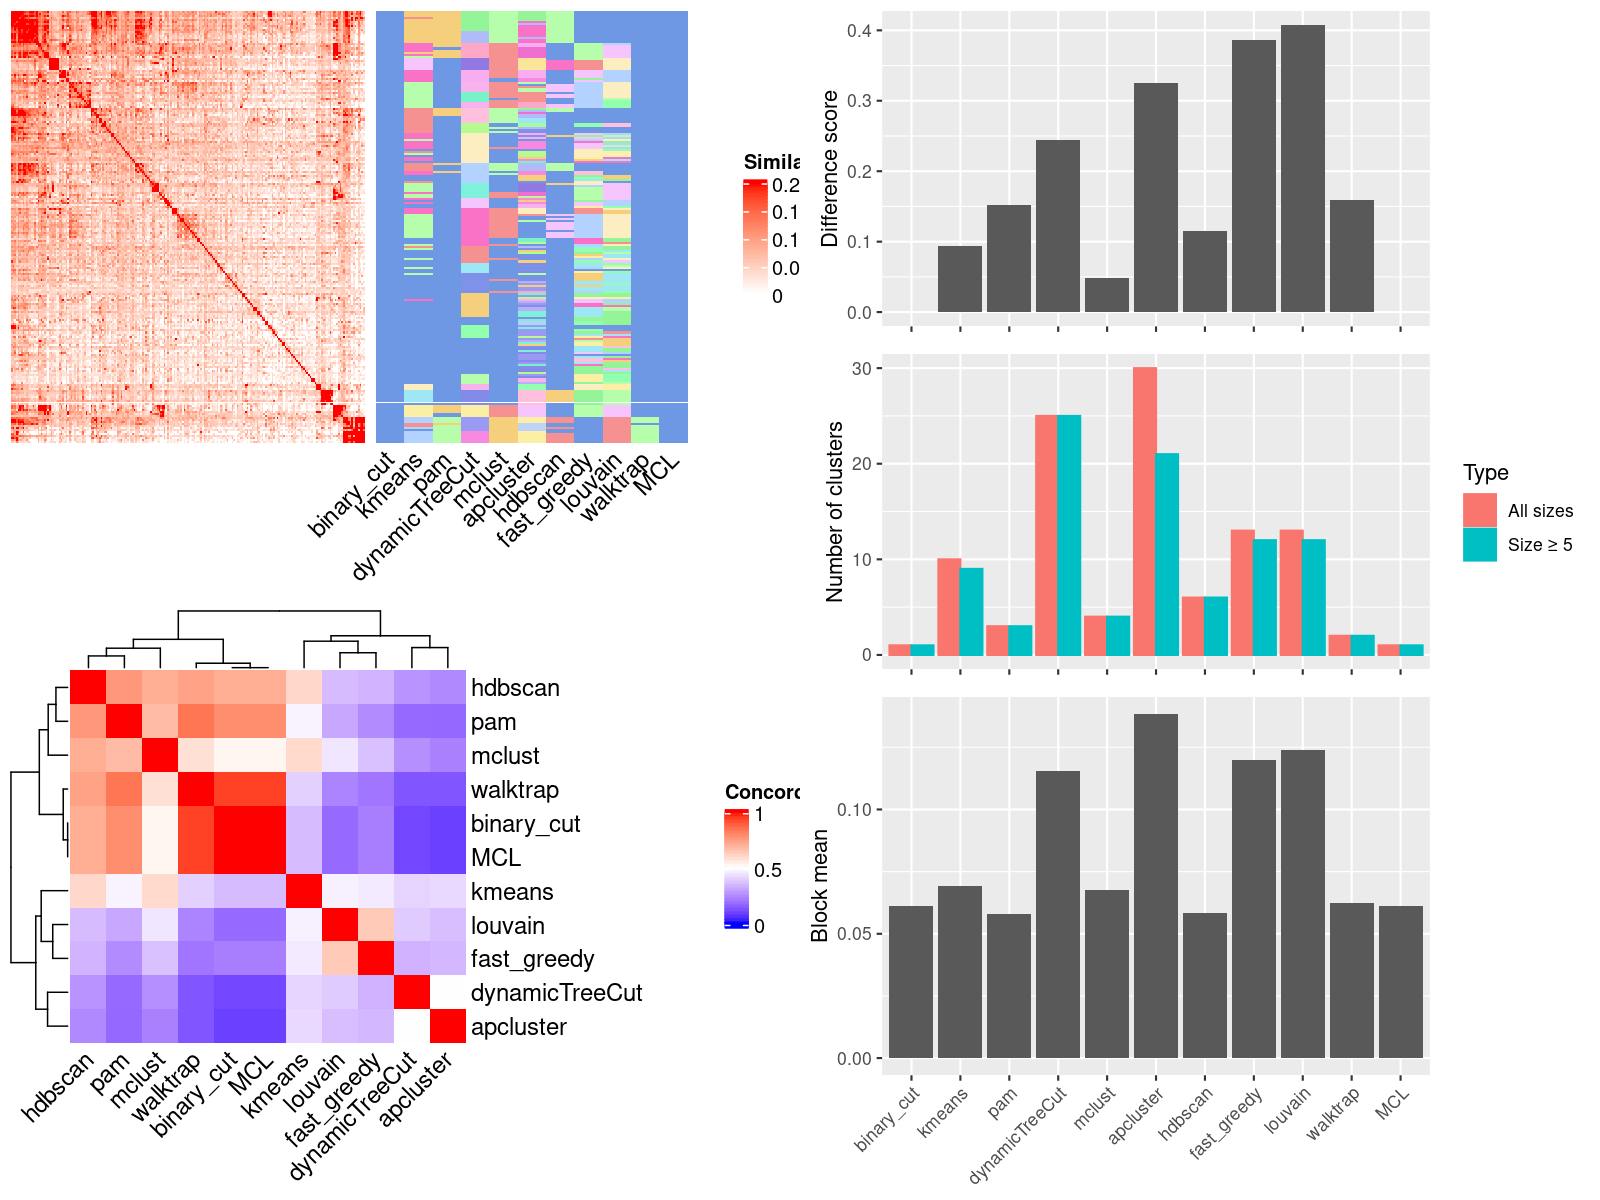 Simila
0.2
0.1
0.1
0.0
0
binary_cut
kmeans
pam
dynamicTreeCut
mclust
apcluster
hdbscan
fast_greedy
louvain
walktrap
MCL
hdbscan
pam
mclust
walktrap
binary_cut
MCL
kmeans
louvain
fast_greedy
dynamicTreeCut
apcluster
hdbscan
pam
mclust
walktrap
binary_cut
MCL
kmeans
louvain
fast_greedy
dynamicTreeCut
apcluster
Concord
1
0.5
0
Difference score
0.4
0.3
0.2
0.1
0.0
Number of clusters
30
20
10
0
Type
All sizes
Size ≥ 5
Block mean
0.10
0.05
0.00
binary_cut
kmeans
pam
dynamicTreeCut
mclust
apcluster
hdbscan
fast_greedy
louvain
walktrap
MCL